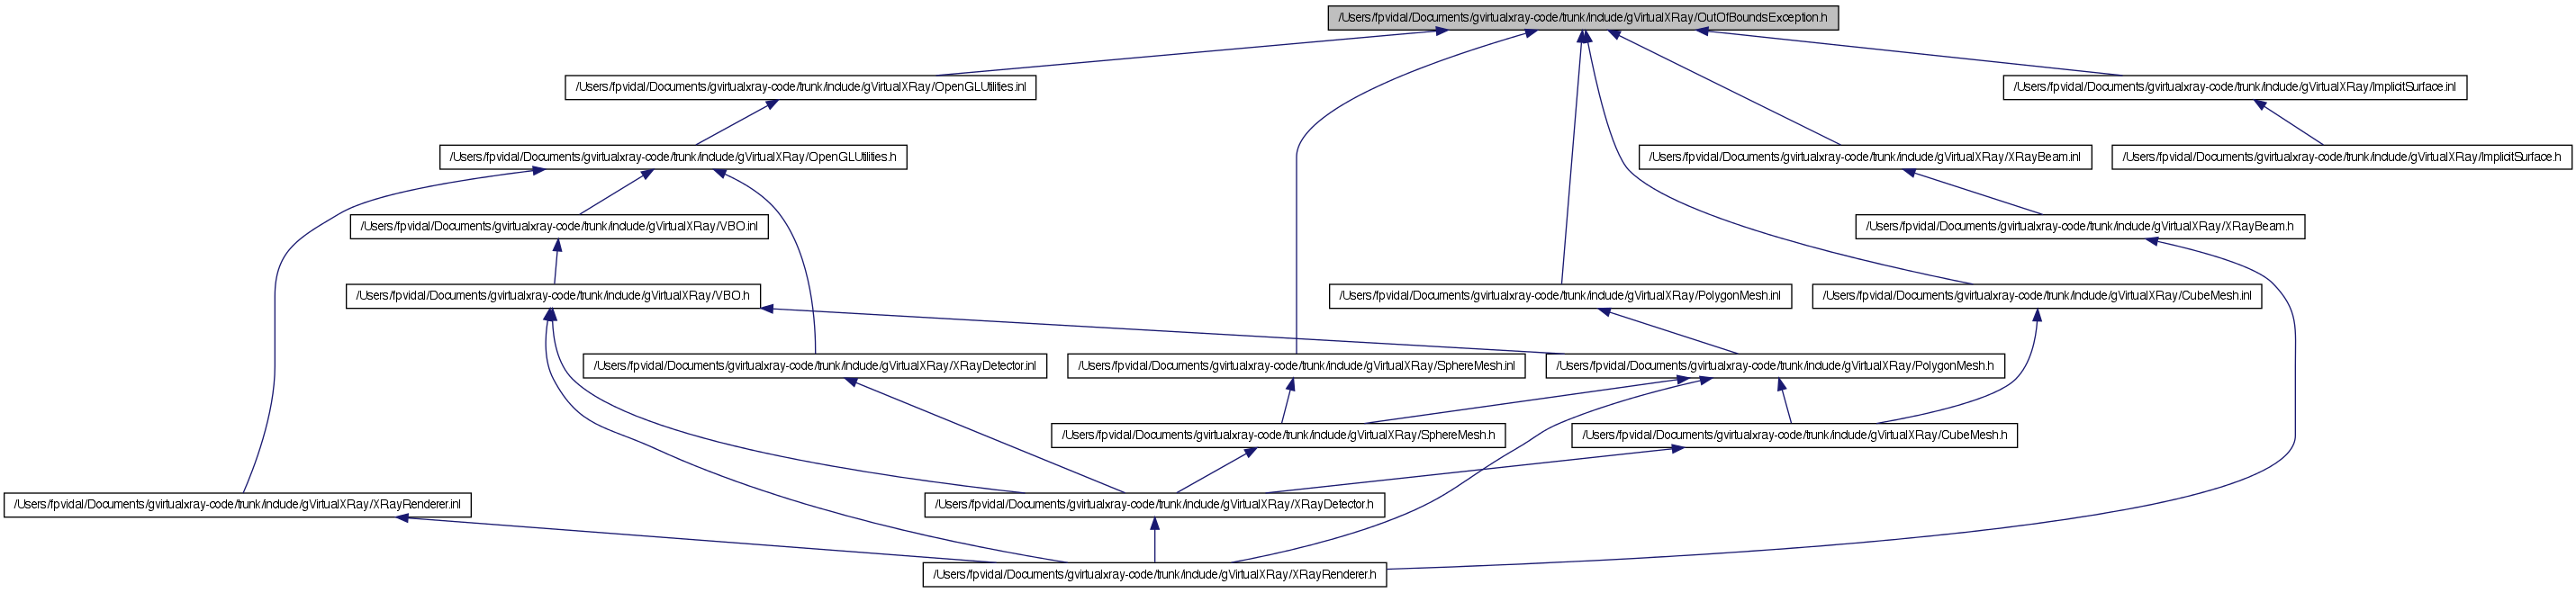 /Users/fpvidal/Documents/gvirtualxray-code/trunk/include/gVirtualXRay/OutOfBoundsException.h
/Users/fpvidal/Documents/gvirtualxray-code/trunk/include/gVirtualXRay/OpenGLUtilities.inl
/Users/fpvidal/Documents/gvirtualxray-code/trunk/include/gVirtualXRay/ImplicitSurface.inl
/Users/fpvidal/Documents/gvirtualxray-code/trunk/include/gVirtualXRay/OpenGLUtilities.h
/Users/fpvidal/Documents/gvirtualxray-code/trunk/include/gVirtualXRay/XRayBeam.inl
/Users/fpvidal/Documents/gvirtualxray-code/trunk/include/gVirtualXRay/ImplicitSurface.h
/Users/fpvidal/Documents/gvirtualxray-code/trunk/include/gVirtualXRay/VBO.inl
/Users/fpvidal/Documents/gvirtualxray-code/trunk/include/gVirtualXRay/XRayBeam.h
/Users/fpvidal/Documents/gvirtualxray-code/trunk/include/gVirtualXRay/VBO.h
/Users/fpvidal/Documents/gvirtualxray-code/trunk/include/gVirtualXRay/PolygonMesh.inl
/Users/fpvidal/Documents/gvirtualxray-code/trunk/include/gVirtualXRay/CubeMesh.inl
/Users/fpvidal/Documents/gvirtualxray-code/trunk/include/gVirtualXRay/XRayDetector.inl
/Users/fpvidal/Documents/gvirtualxray-code/trunk/include/gVirtualXRay/SphereMesh.inl
/Users/fpvidal/Documents/gvirtualxray-code/trunk/include/gVirtualXRay/PolygonMesh.h
/Users/fpvidal/Documents/gvirtualxray-code/trunk/include/gVirtualXRay/SphereMesh.h
/Users/fpvidal/Documents/gvirtualxray-code/trunk/include/gVirtualXRay/CubeMesh.h
/Users/fpvidal/Documents/gvirtualxray-code/trunk/include/gVirtualXRay/XRayRenderer.inl
/Users/fpvidal/Documents/gvirtualxray-code/trunk/include/gVirtualXRay/XRayDetector.h
/Users/fpvidal/Documents/gvirtualxray-code/trunk/include/gVirtualXRay/XRayRenderer.h